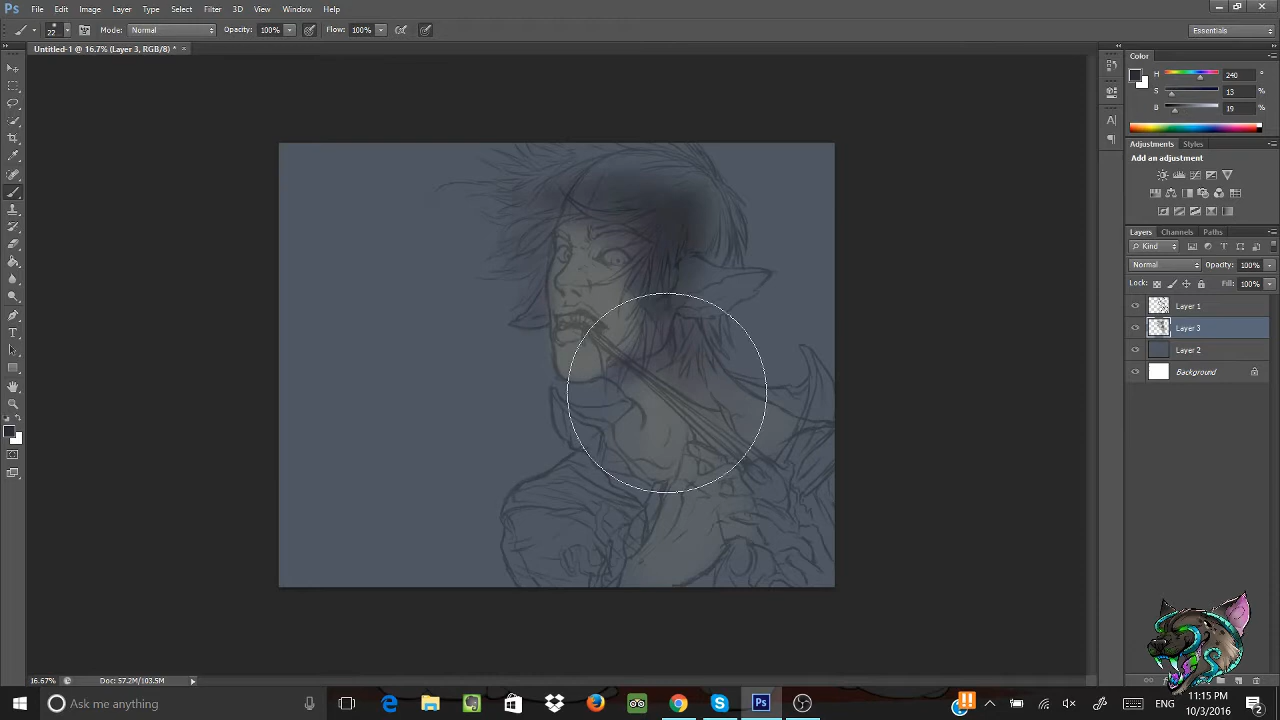 Ps File Edit Image Layer Type Select Filter 3D View Window Help
22 Mode: Normal Opacity: 100% Flow: 100% Essentials
Untitled-1 @ 16.7% (Layer 3, RGB/8) * ×
Color
H 240 °
S 13 %
B 19 %
Adjustments Styles
Add an adjustment
Layers Channels Paths
Kind
Normal Opacity: 100%
Lock: Fill: 100%
Layer 1
Layer 3
Layer 2
Background
16.67% Doc: 57.2M/103.5M
Ask me anything
Ps
11:15 PM
10/3/2016
2